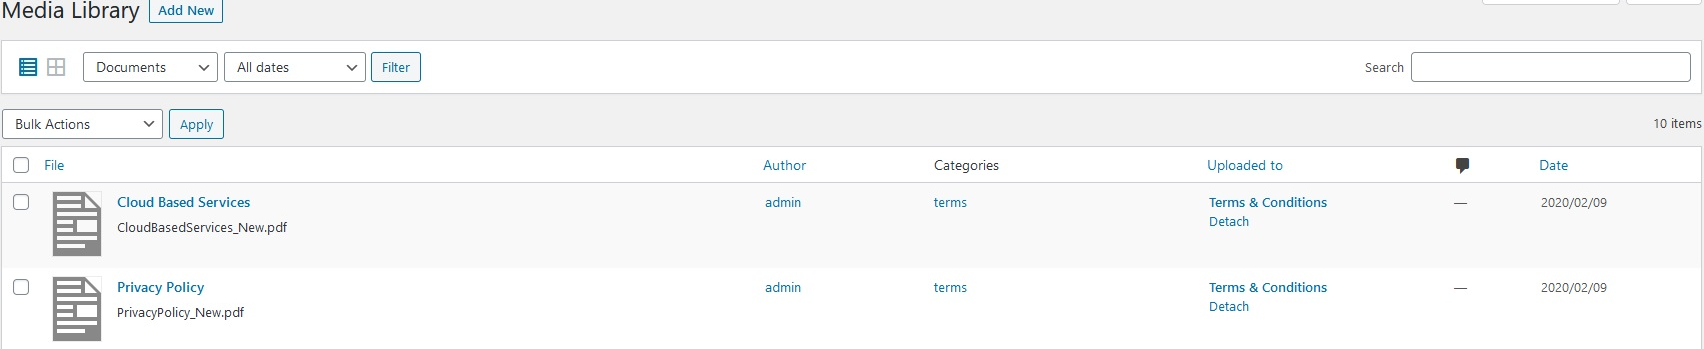 Media Library Add New
Documents All dates Filter Search
Bulk Actions Apply 10 items
File Author Categories Uploaded to Date
Cloud Based Services admin terms Terms & Conditions — 2020/02/09
CloudBasedServices_New.pdf Detach
Privacy Policy admin terms Terms & Conditions — 2020/02/09
PrivacyPolicy_New.pdf Detach